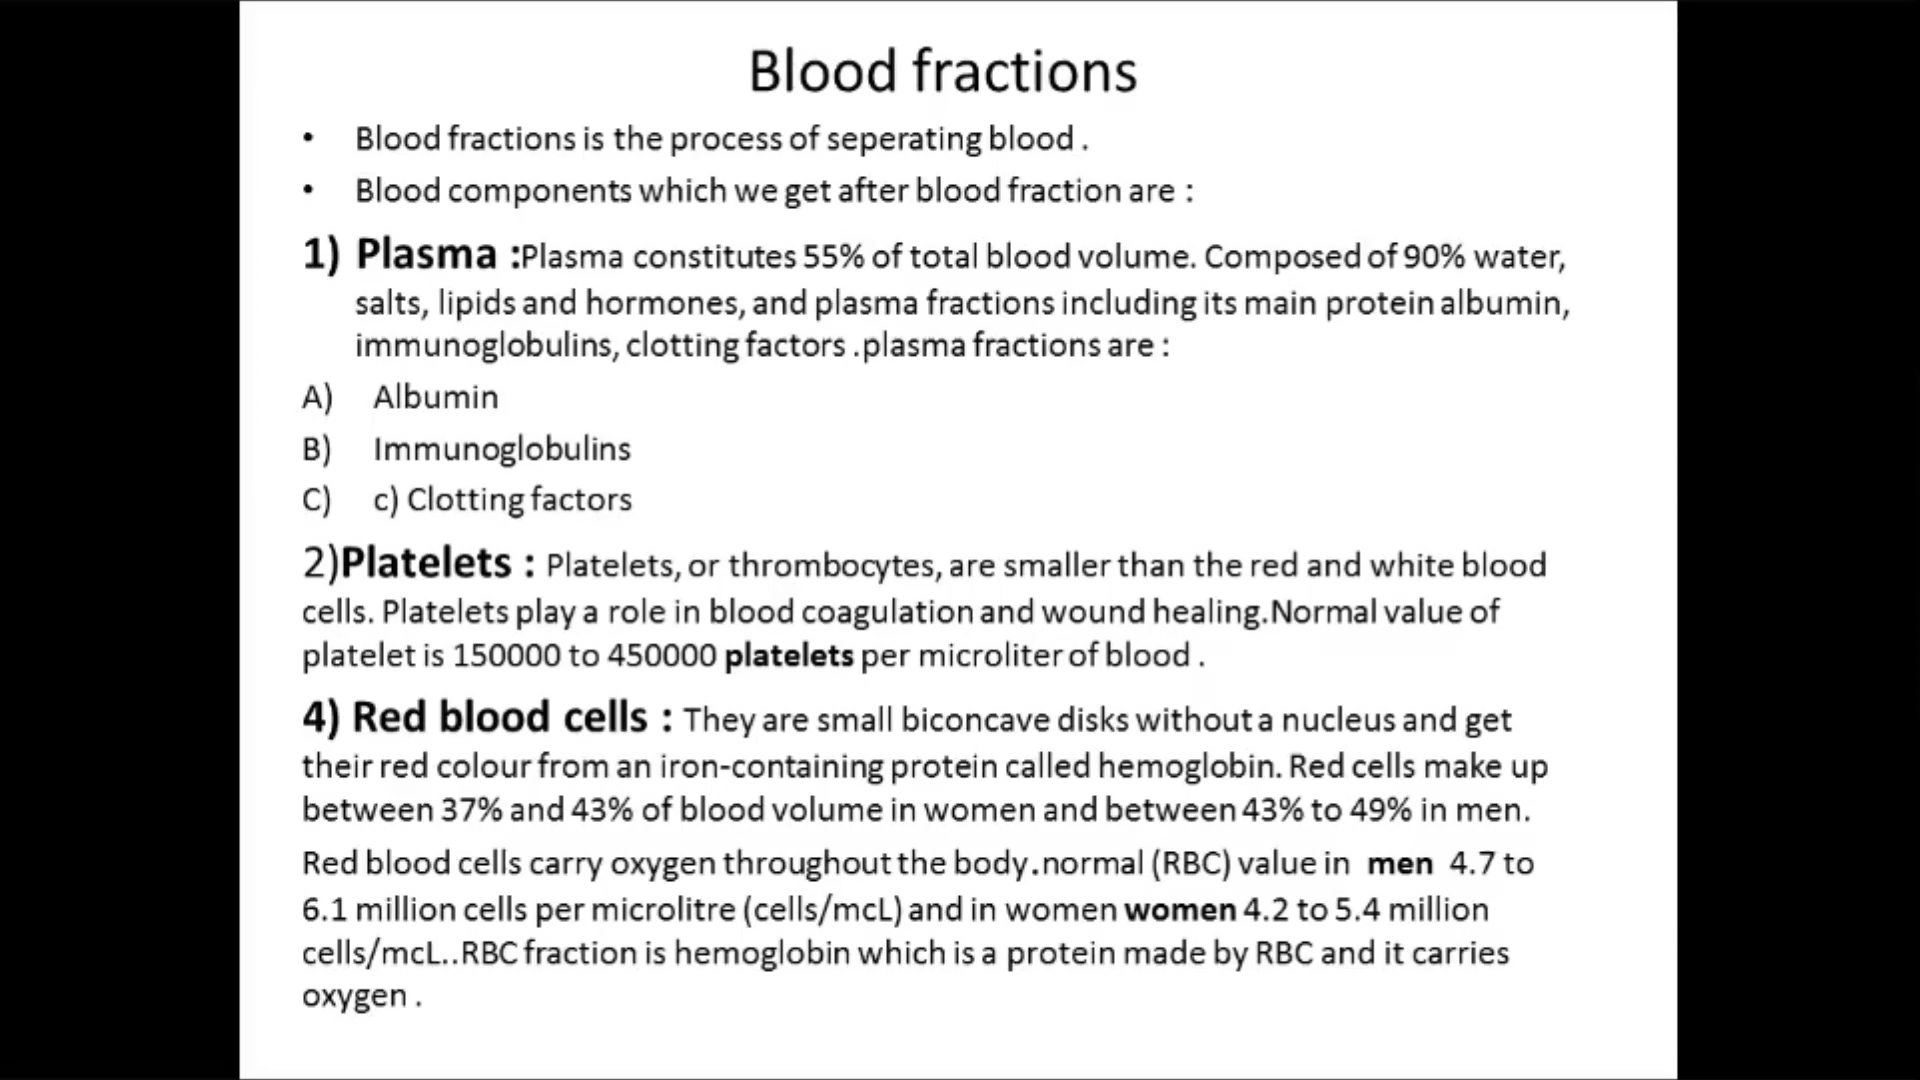 Blood fractions
• Blood fractions is the process of seperating blood .
• Blood components which we get after blood fraction are :
1) Plasma :Plasma constitutes 55% of total blood volume. Composed of 90% water,
salts, lipids and hormones, and plasma fractions including its main protein albumin,
immunoglobulins, clotting factors .plasma fractions are :
A) Albumin
B) Immunoglobulins
C) c) Clotting factors
2)Platelets : Platelets, or thrombocytes, are smaller than the red and white blood
cells. Platelets play a role in blood coagulation and wound healing.Normal value of
platelet is 150000 to 450000 platelets per microliter of blood .
4) Red blood cells : They are small biconcave disks without a nucleus and get
their red colour from an iron-containing protein called hemoglobin. Red cells make up
between 37% and 43% of blood volume in women and between 43% to 49% in men.
Red blood cells carry oxygen throughout the body.normal (RBC) value in men 4.7 to
6.1 million cells per microlitre (cells/mcL) and in women women 4.2 to 5.4 million
cells/mcL..RBC fraction is hemoglobin which is a protein made by RBC and it carries
oxygen .